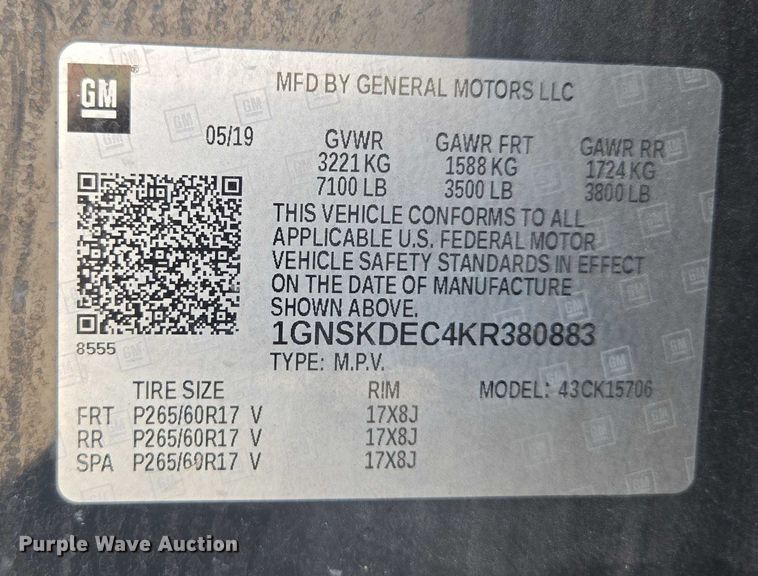 GM
MFD BY GENERAL MOTORS LLC
05/19 GVWR GAWR FRT GAWR RR
3221 KG 1588 KG 1724 KG
7100 LB 3500 LB 3800 LB
THIS VEHICLE CONFORMS TO ALL
APPLICABLE U.S. FEDERAL MOTOR
VEHICLE SAFETY STANDARDS IN EFFECT
ON THE DATE OF MANUFACTURE
SHOWN ABOVE.
1GNSKDEC4KR380883
8555
TYPE: M.P.V.
TIRE SIZE RIM MODEL: 43CK15706
FRT P265/60R17 V 17X8J
RR P265/60R17 V 17X8J
SPA P265/60R17 V 17X8J
Purple Wave Auction